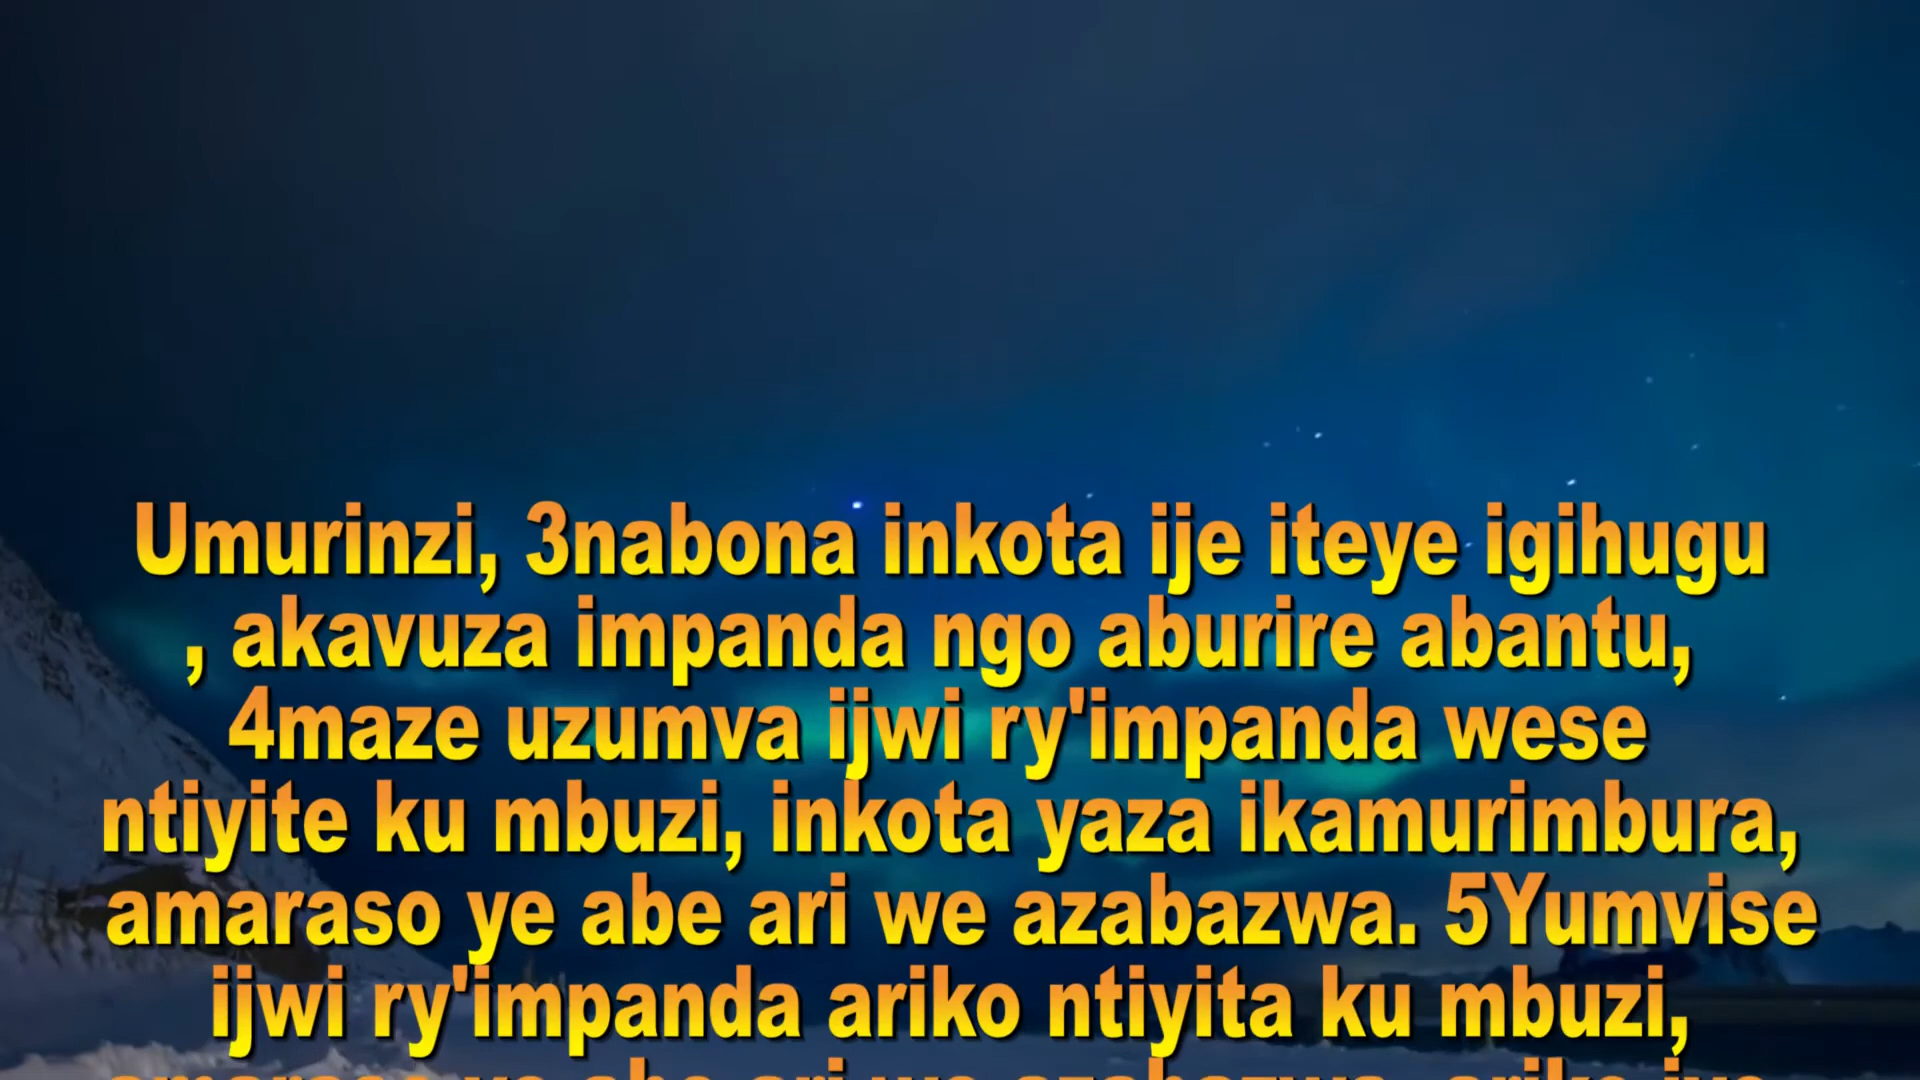 Umurinzi, 3nabona inkota ije iteye igihugu
, akavuza impanda ngo aburire abantu,
4maze uzumva ijwi ry'impanda wese
ntiyite ku mbuzi, inkota yaza ikamurimbura,
amaraso ye abe ari we azabazwa. 5Yumvise
ijwi ry'impanda ariko ntiyita ku mbuzi,